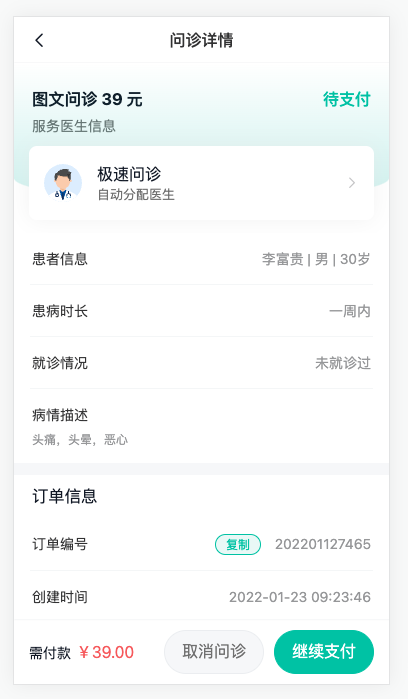 问诊详情
图文问诊 39 元 待支付
服务医生信息
极速问诊
自动分配医生
患者信息 李富贵 | 男 | 30岁
患病时长 一周内
就诊情况 未就诊过
病情描述
头痛，头晕，恶心
订单信息
订单编号 复制 202201127465
创建时间 2022-01-23 09:23:46
需付款 ¥ 39.00 取消问诊 继续支付